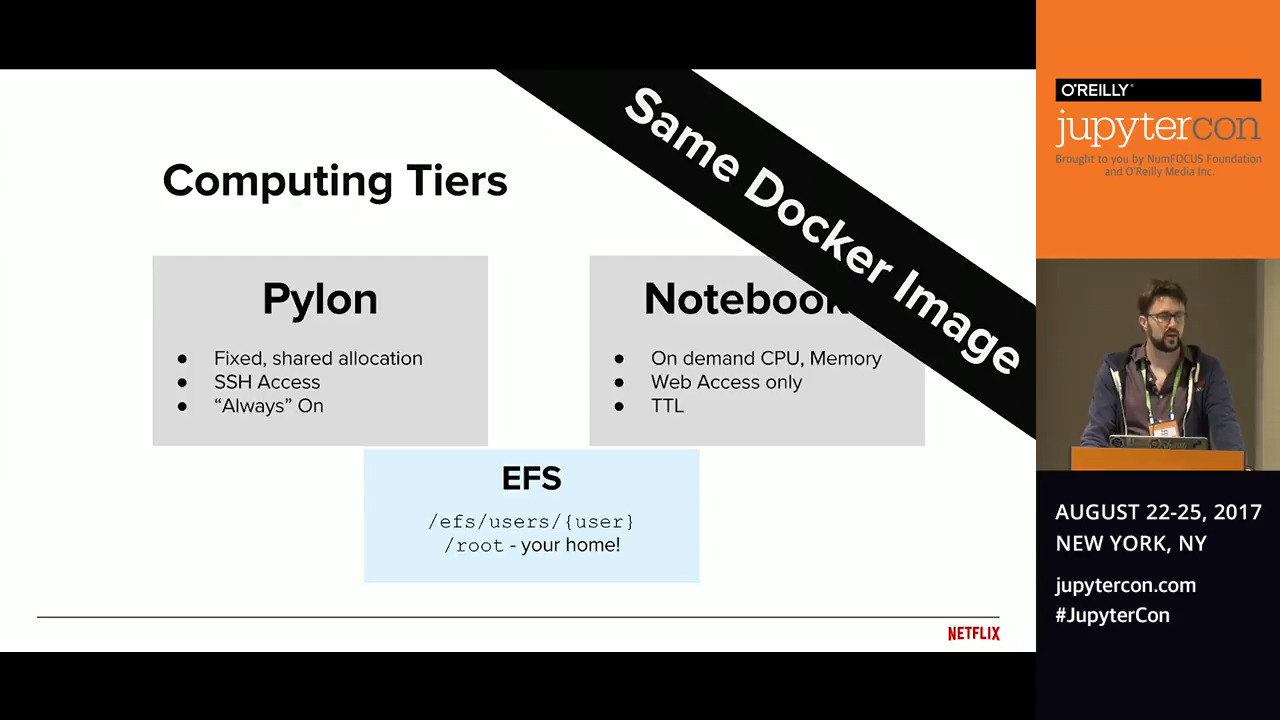 Same Docker Image
Computing Tiers
Pylon
● Fixed, shared allocation
● SSH Access
● “Always” On
Notebook
● On demand CPU, Memory
● Web Access only
● TTL
EFS
/efs/users/{user}
/root - your home!
NETFLIX
O'REILLY®
jupytercon
Brought to you by NumFOCUS Foundation
and O'Reilly Media Inc.
AUGUST 22-25, 2017
NEW YORK, NY
jupytercon.com
#JupyterCon